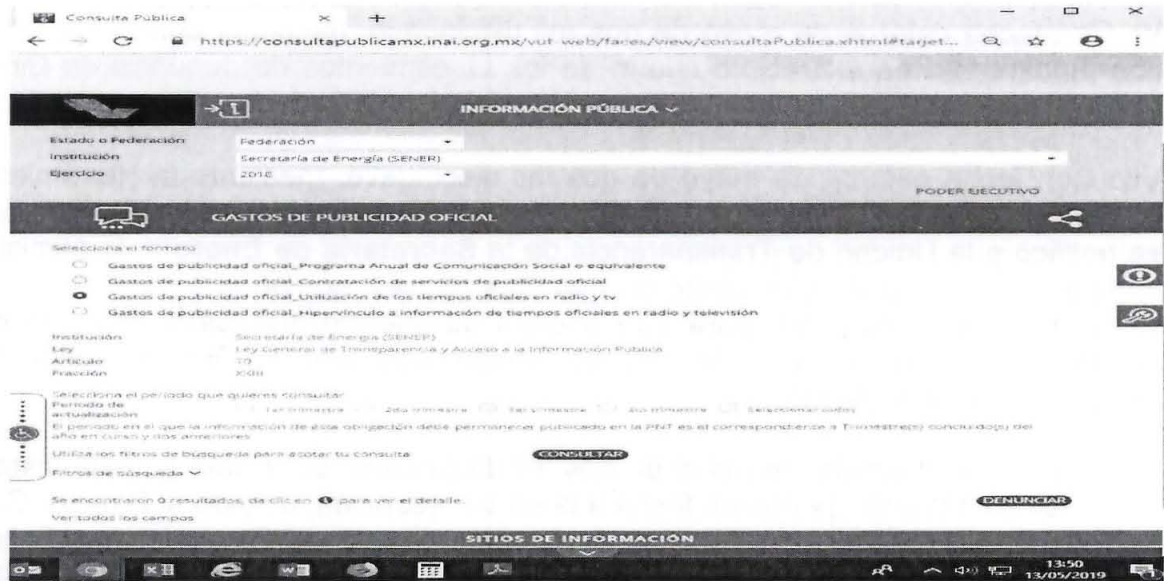 Consulta Pública
https://consultapublicamx.inai.org.mx/vut-web/faces/view/consultaPublica.xhtml#tarjet...
INFORMACIÓN PÚBLICA
Estado o Federación Federación
Institución Secretaría de Energía (SENER)
Ejercicio 2018
PODER EJECUTIVO
GASTOS DE PUBLICIDAD OFICIAL
Selecciona el formato
Gastos de publicidad oficial_Programa Anual de Comunicación Social o equivalente
Gastos de publicidad oficial_Contratación de servicios de publicidad oficial
Gastos de publicidad oficial_Utilización de los tiempos oficiales en radio y tv
Gastos de publicidad oficial_Hipervínculo a información de tiempos oficiales en radio y televisión
Institución Secretaría de Energía (SENER)
Ley Ley General de Transparencia y Acceso a la Información Pública
Artículo 70
Fracción XXIII
Selecciona el periodo que quieres consultar
Periodo de actualización 1er trimestre 2do trimestre 3er trimestre 4to trimestre Seleccionar todos
El periodo en el que la información de ésta obligación debe permanecer publicado en la PNT es el correspondiente a Trimestre(s) concluido(s) del
año en curso y dos anteriores
Utiliza los filtros de búsqueda para acotar tu consulta CONSULTAR
Filtros de búsqueda
Se encontraron 0 resultados, da clic en para ver el detalle. DENUNCIAR
Ver todos los campos
SITIOS DE INFORMACIÓN
13:50
13/05/2019